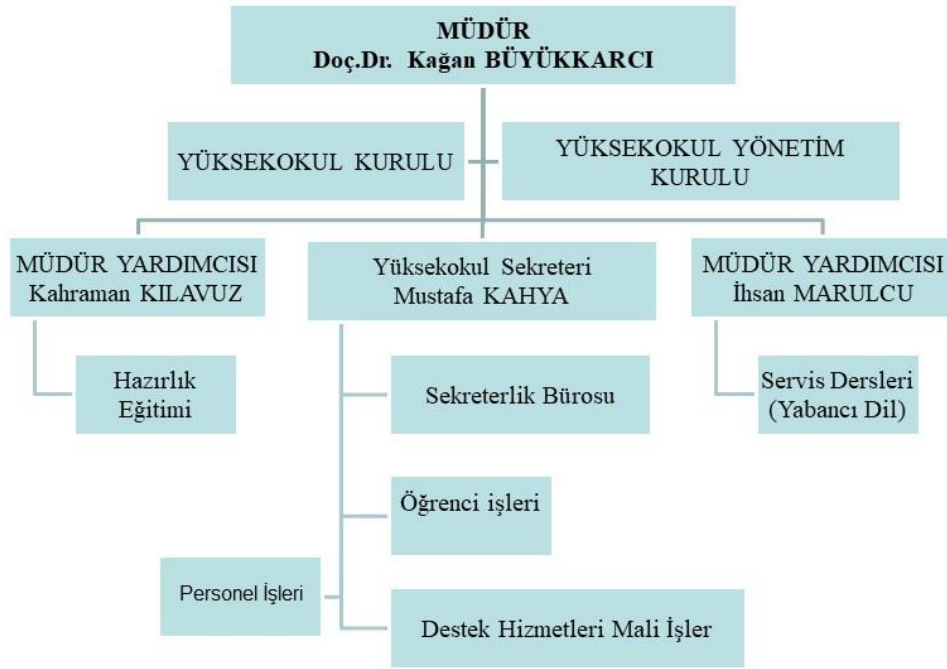 MÜDÜR
Doç.Dr. Kağan BÜYÜKKARCI
YÜKSEKOKUL KURULU
YÜKSEKOKUL YÖNETİM
KURULU
MÜDÜR YARDIMCISI
Kahraman KILAVUZ
Yüksekokul Sekreteri
Mustafa KAHYA
MÜDÜR YARDIMCISI
İhsan MARULCU
Hazırlık
Eğitimi
Sekreterlik Bürosu
Servis Dersleri
(Yabancı Dil)
Öğrenci işleri
Personel İşleri
Destek Hizmetleri Mali İşler